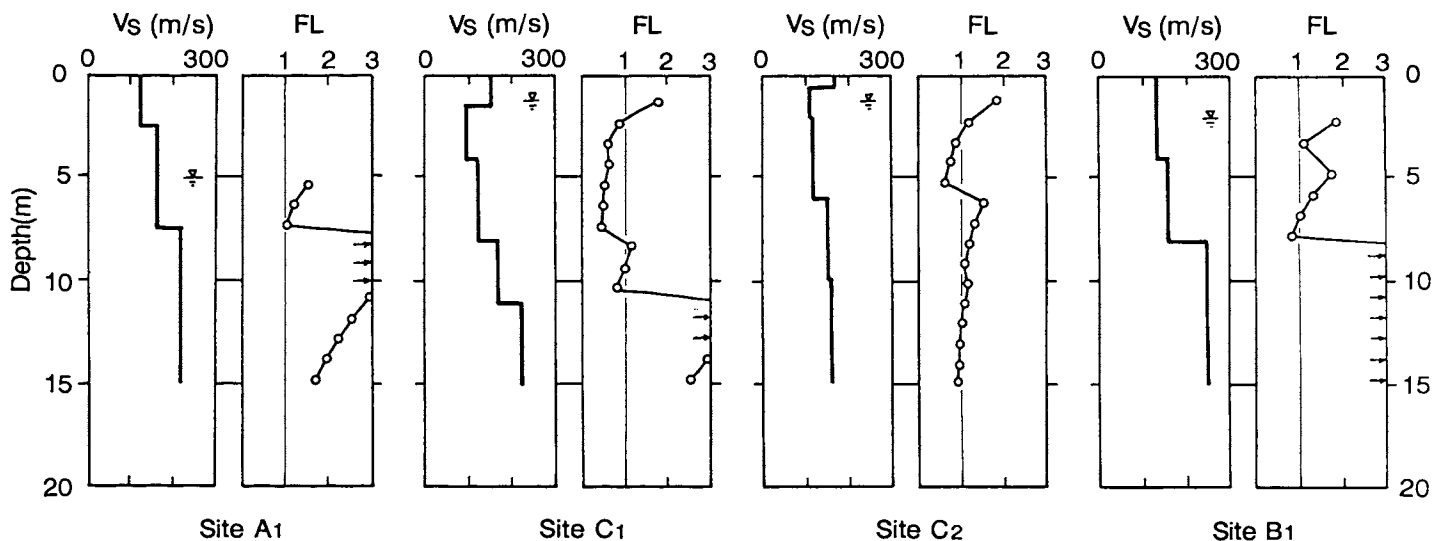 VS (m/s) FL VS (m/s) FL VS (m/s) FL VS (m/s) FL
0 300 1 2 3 0 300 1 2 3 0 300 1 2 3 0 300 1 2 3
0 0
5 5
10 10
15 15
20 20
Depth(m)
Site A1 Site C1 Site C2 Site B1